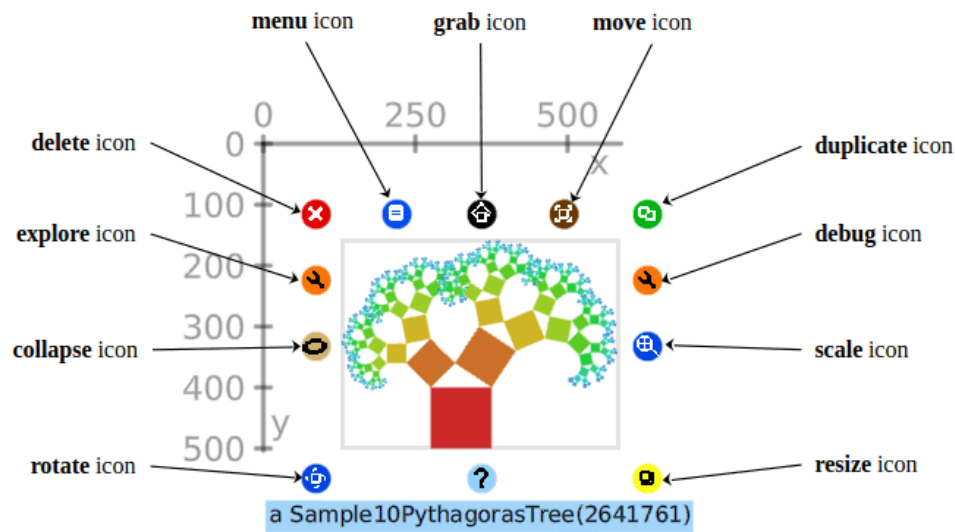 menu icon
grab icon
move icon
0
250
500
0
x
delete icon
duplicate icon
100
explore icon
debug icon
200
300
collapse icon
scale icon
400
y
500
rotate icon
?
resize icon
a Sample10PythagorasTree(2641761)